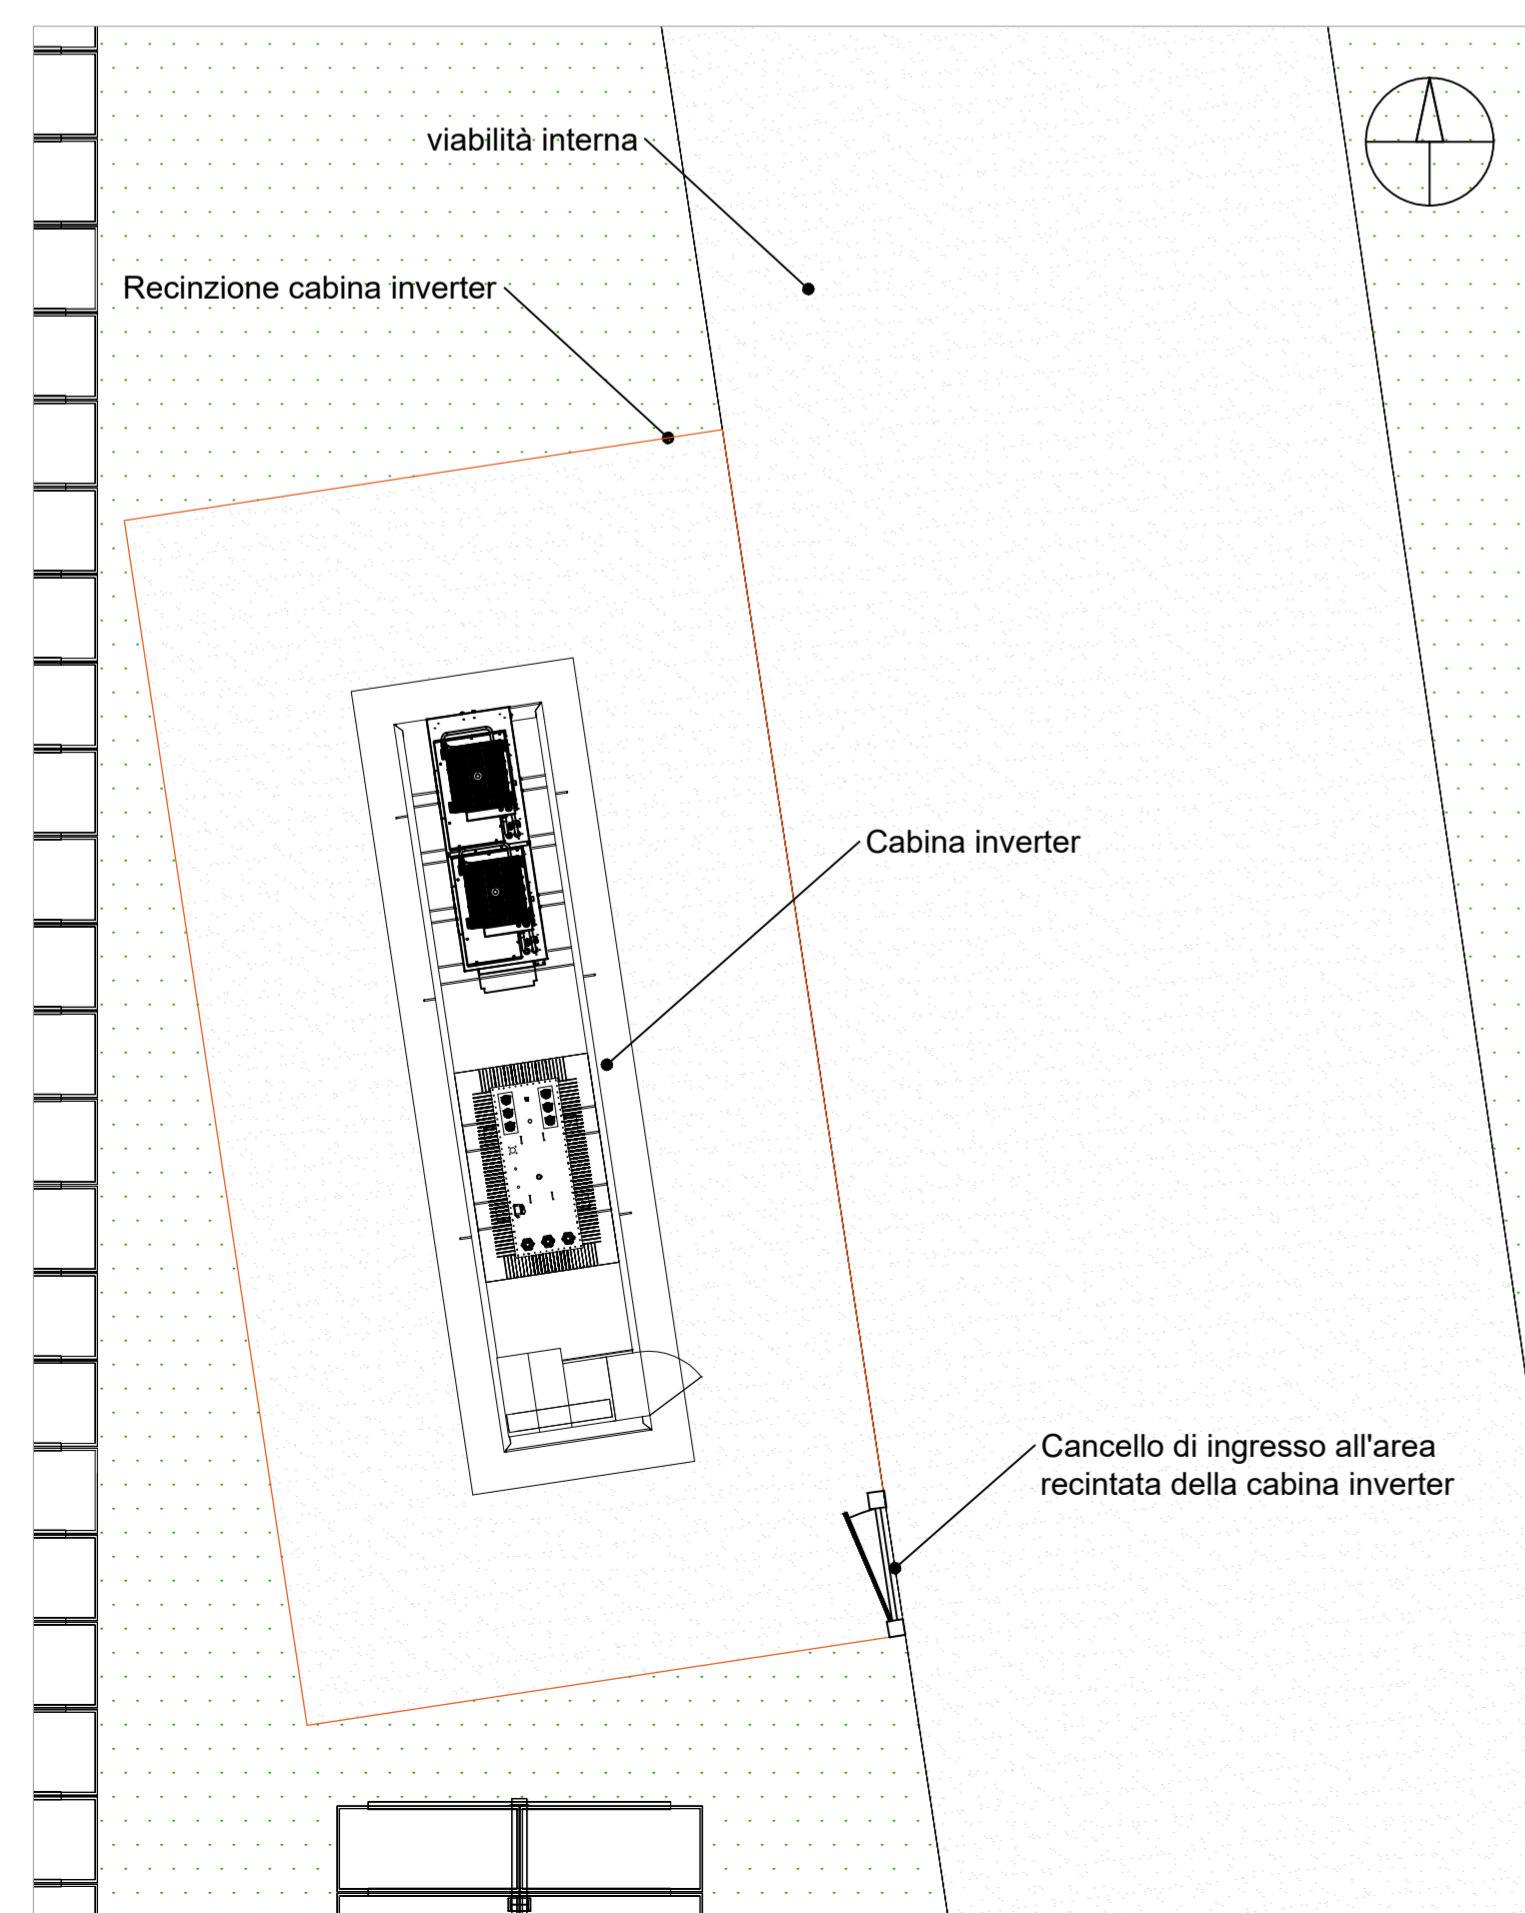 viabilità interna
Recinzione cabina inverter
Cabina inverter
Cancello di ingresso all'area
recintata della cabina inverter